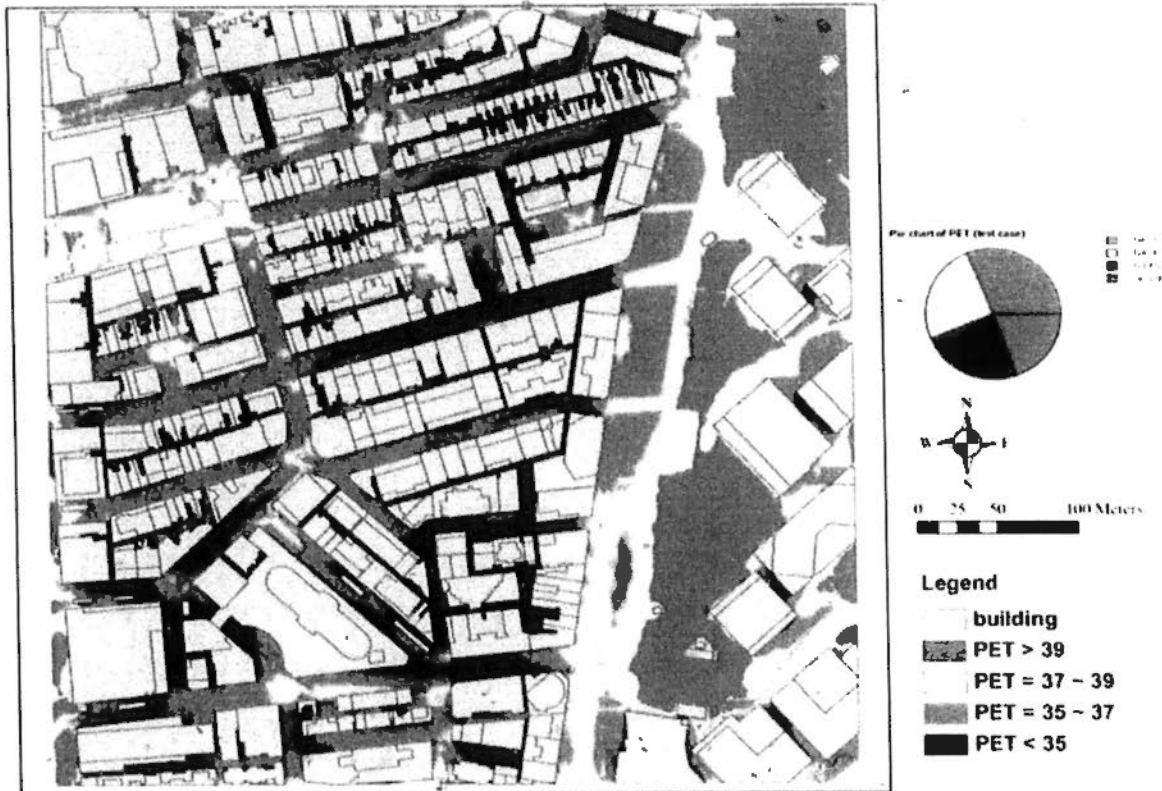 Pie chart of PET (test case)
N
W E
S
0 25 50 100 Meters
Legend
building
PET > 39
PET = 37 ~ 39
PET = 35 ~ 37
PET < 35